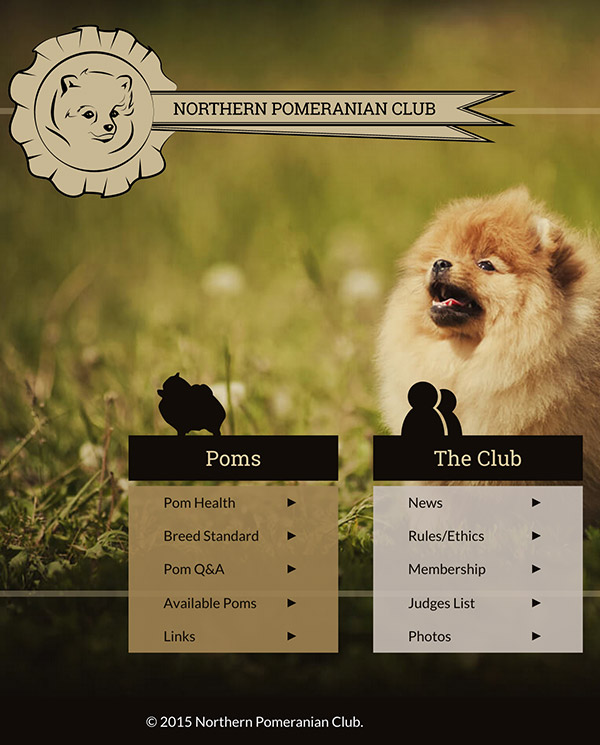 NORTHERN POMERANIAN CLUB
Poms
Pom Health
Breed Standard
Pom Q&A
Available Poms
Links
The Club
News
Rules/Ethics
Membership
Judges List
Photos
© 2015 Northern Pomeranian Club.